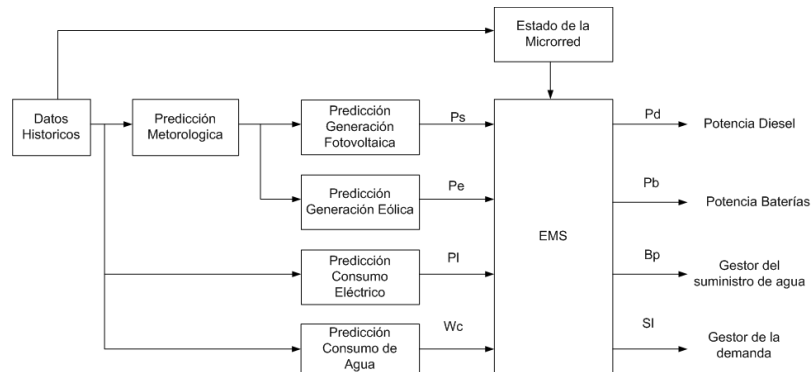 Estado de la
Microrred
Datos
Historicos
Predicción
Metorologica
Predicción
Generación
Fotovoltaica
Ps
Pd
Potencia Diesel
Predicción
Generación Eólica
Pe
Pb
Potencia Baterías
EMS
Predicción
Consumo
Eléctrico
Pl
Bp
Gestor del
suministro de agua
Predicción
Consumo de
Agua
Wc
Sl
Gestor de la
demanda